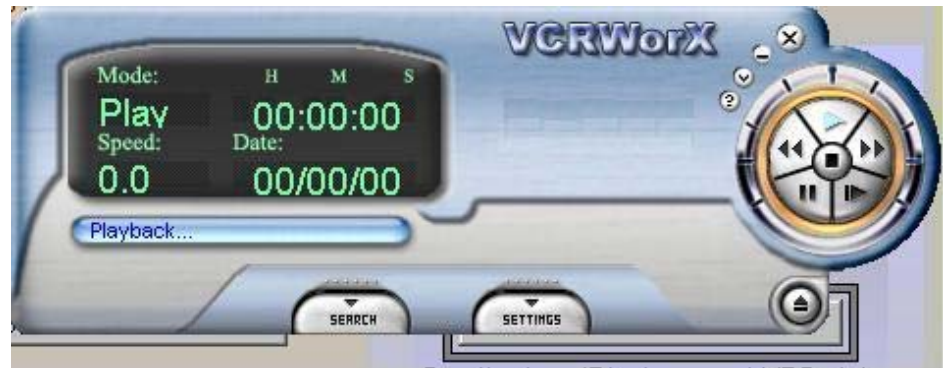 VCRWorX
Mode: H M S
Play 00:00:00
Speed: Date:
0.0 00/00/00
?
Playback...
SEARCH SETTINGS